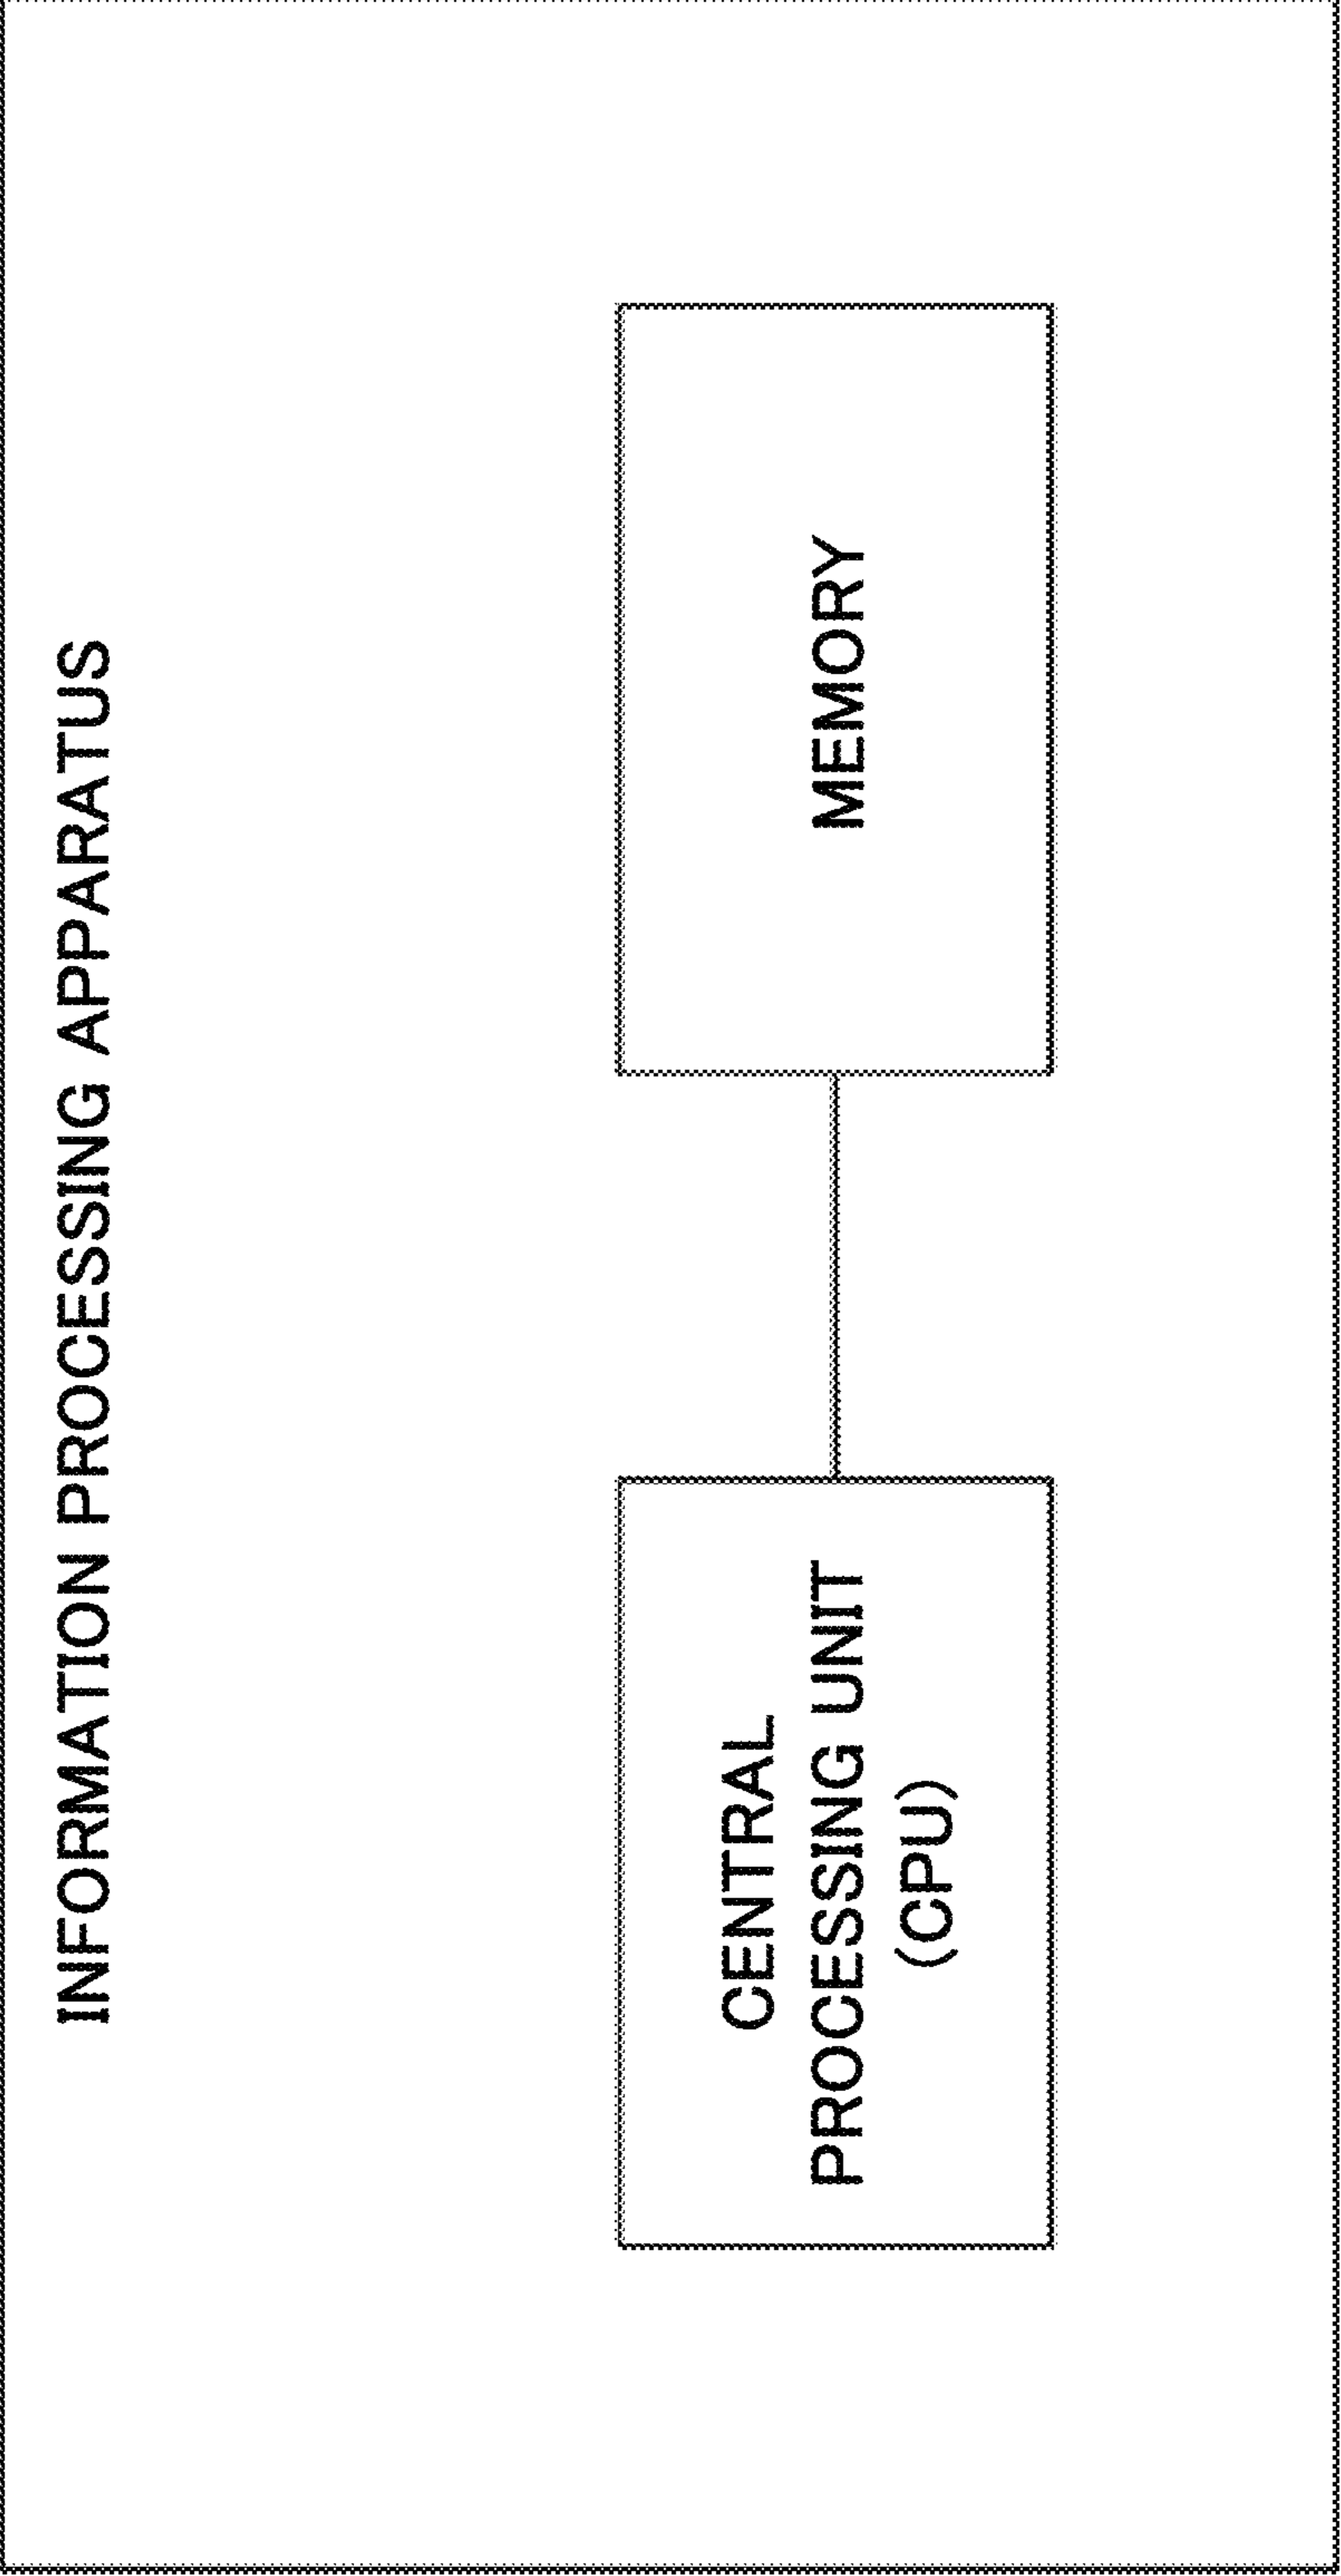 INFORMATION PROCESSING APPARATUS
CENTRAL
PROCESSING UNIT
(CPU)
MEMORY